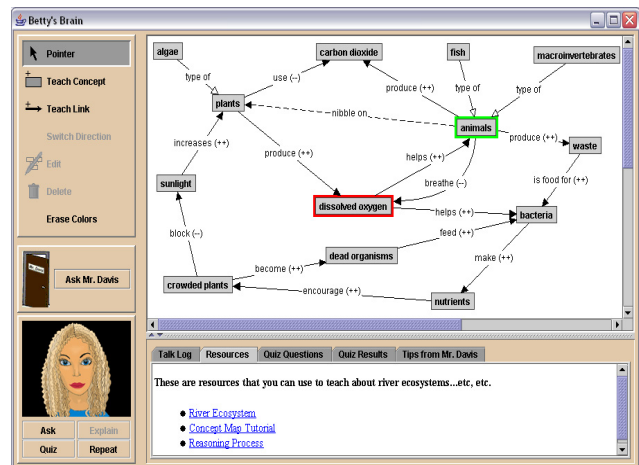 Betty's Brain
Pointer
Teach Concept
Teach Link
Switch Direction
Edit
Delete
Erase Colors
Ask Mr. Davis
Ask
Explain
Quiz
Repeat
algae
carbon dioxide
fish
macroinvertebrates
type of
use (--)
produce (++)
type of
type of
plants
nibble on
animals
produce (++)
waste
increases (++)
produce (++)
helps (++)
breathe (--)
is food for (++)
sunlight
dissolved oxygen
helps (++)
bacteria
block (--)
feed (++)
dead organisms
make (++)
become (++)
crowded plants
encourage (++)
nutrients
Talk Log
Resources
Quiz Questions
Quiz Results
Tips from Mr. Davis
These are resources that you can use to teach about river ecosystems...etc, etc.
River Ecosystem
Concept Map Tutorial
Reasoning Process